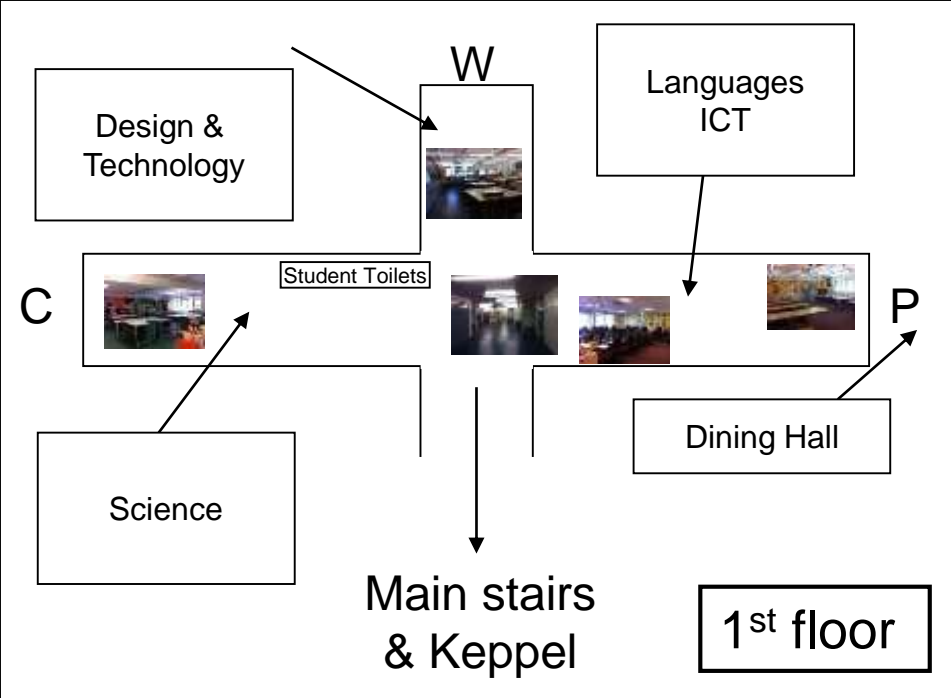 W
Languages
ICT
Design &
Technology
Student Toilets
C
P
Dining Hall
Science
Main stairs
& Keppel
1st floor